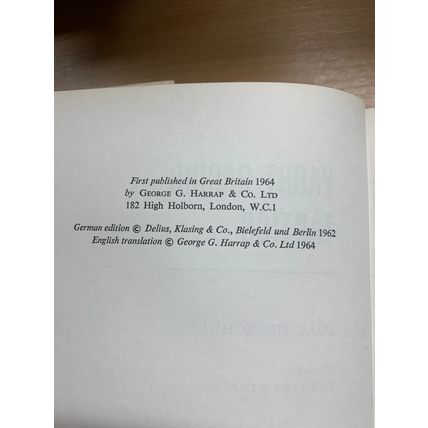 First published in Great Britain 1964
by GEORGE G. HARRAP & CO. LTD
182 High Holborn, London, W.C.1
German edition © Delius, Klasing & Co., Bielefeld und Berlin 1962
English translation © George G. Harrap & Co. Ltd 1964